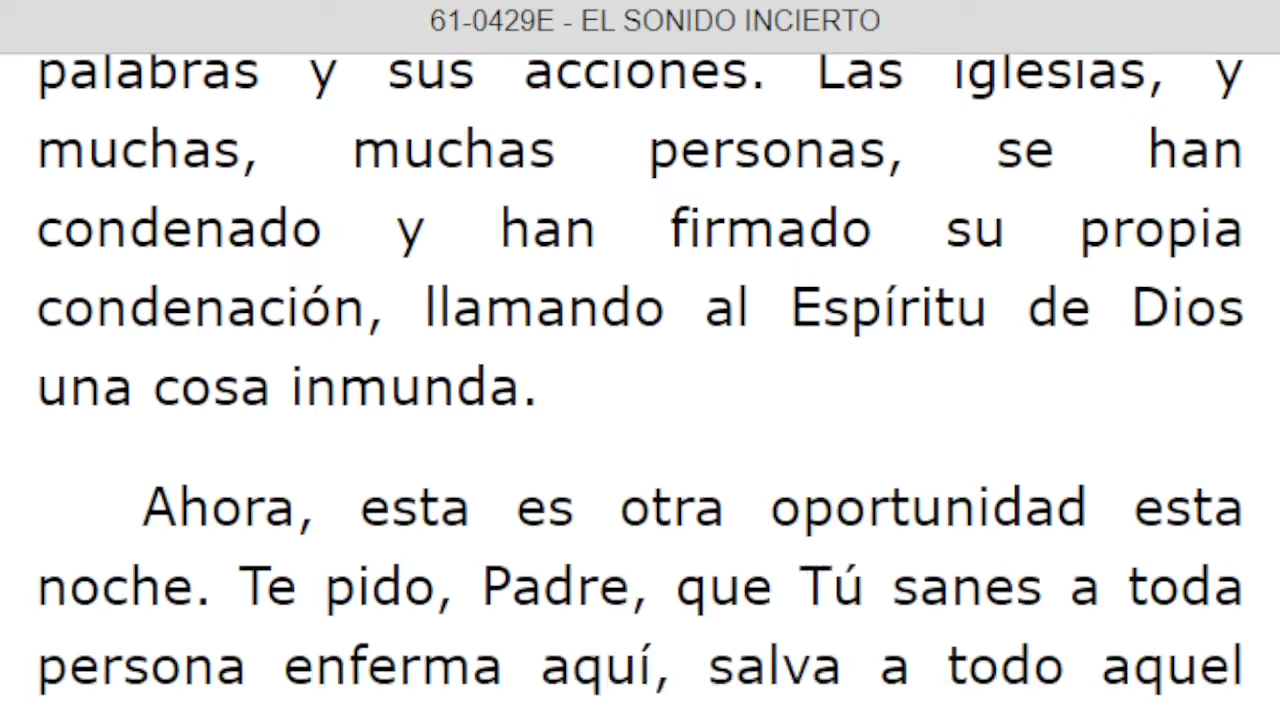 61-0429E - EL SONIDO INCIERTO
palabras y sus acciones. Las iglesias, y
muchas, muchas personas, se han
condenado y han firmado su propia
condenación, llamando al Espíritu de Dios
una cosa inmunda.
Ahora, esta es otra oportunidad esta
noche. Te pido, Padre, que Tú sanes a toda
persona enferma aquí, salva a todo aquel